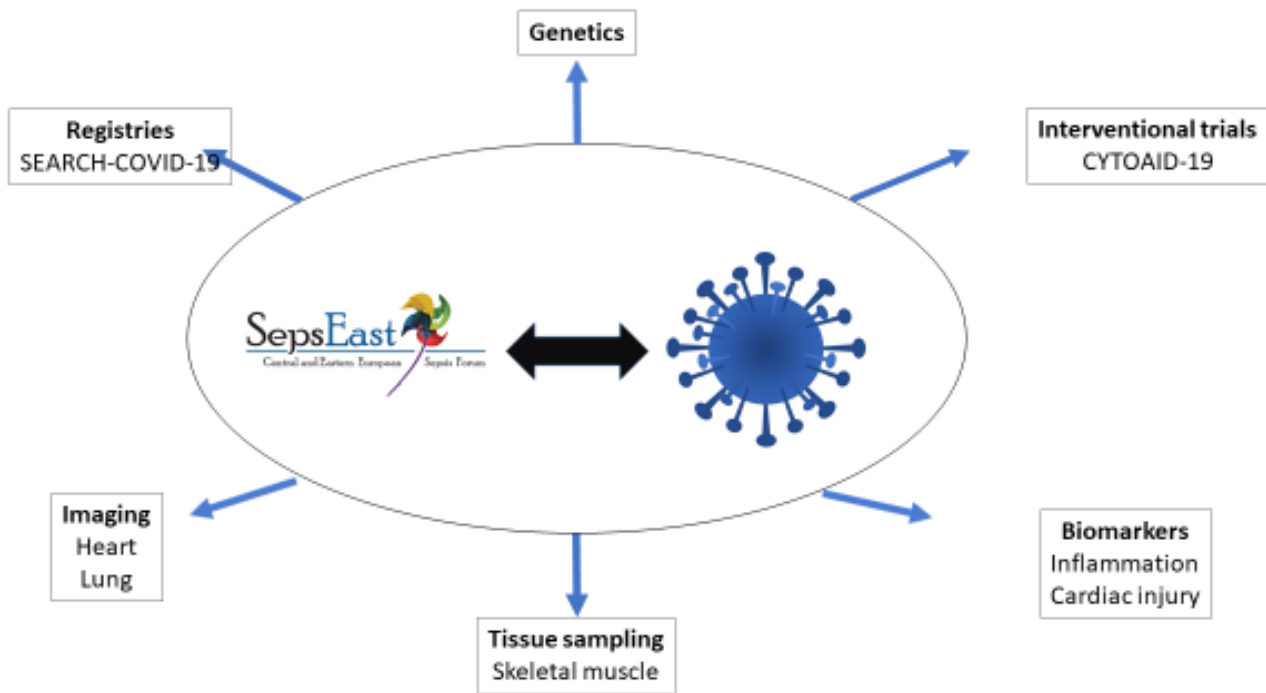 Genetics
Registries
SEARCH-COVID-19
Interventional trials
CYTOAID-19
SepsEast
Central and Eastern European Sepsis Forum
Imaging
Heart
Lung
Biomarkers
Inflammation
Cardiac injury
Tissue sampling
Skeletal muscle